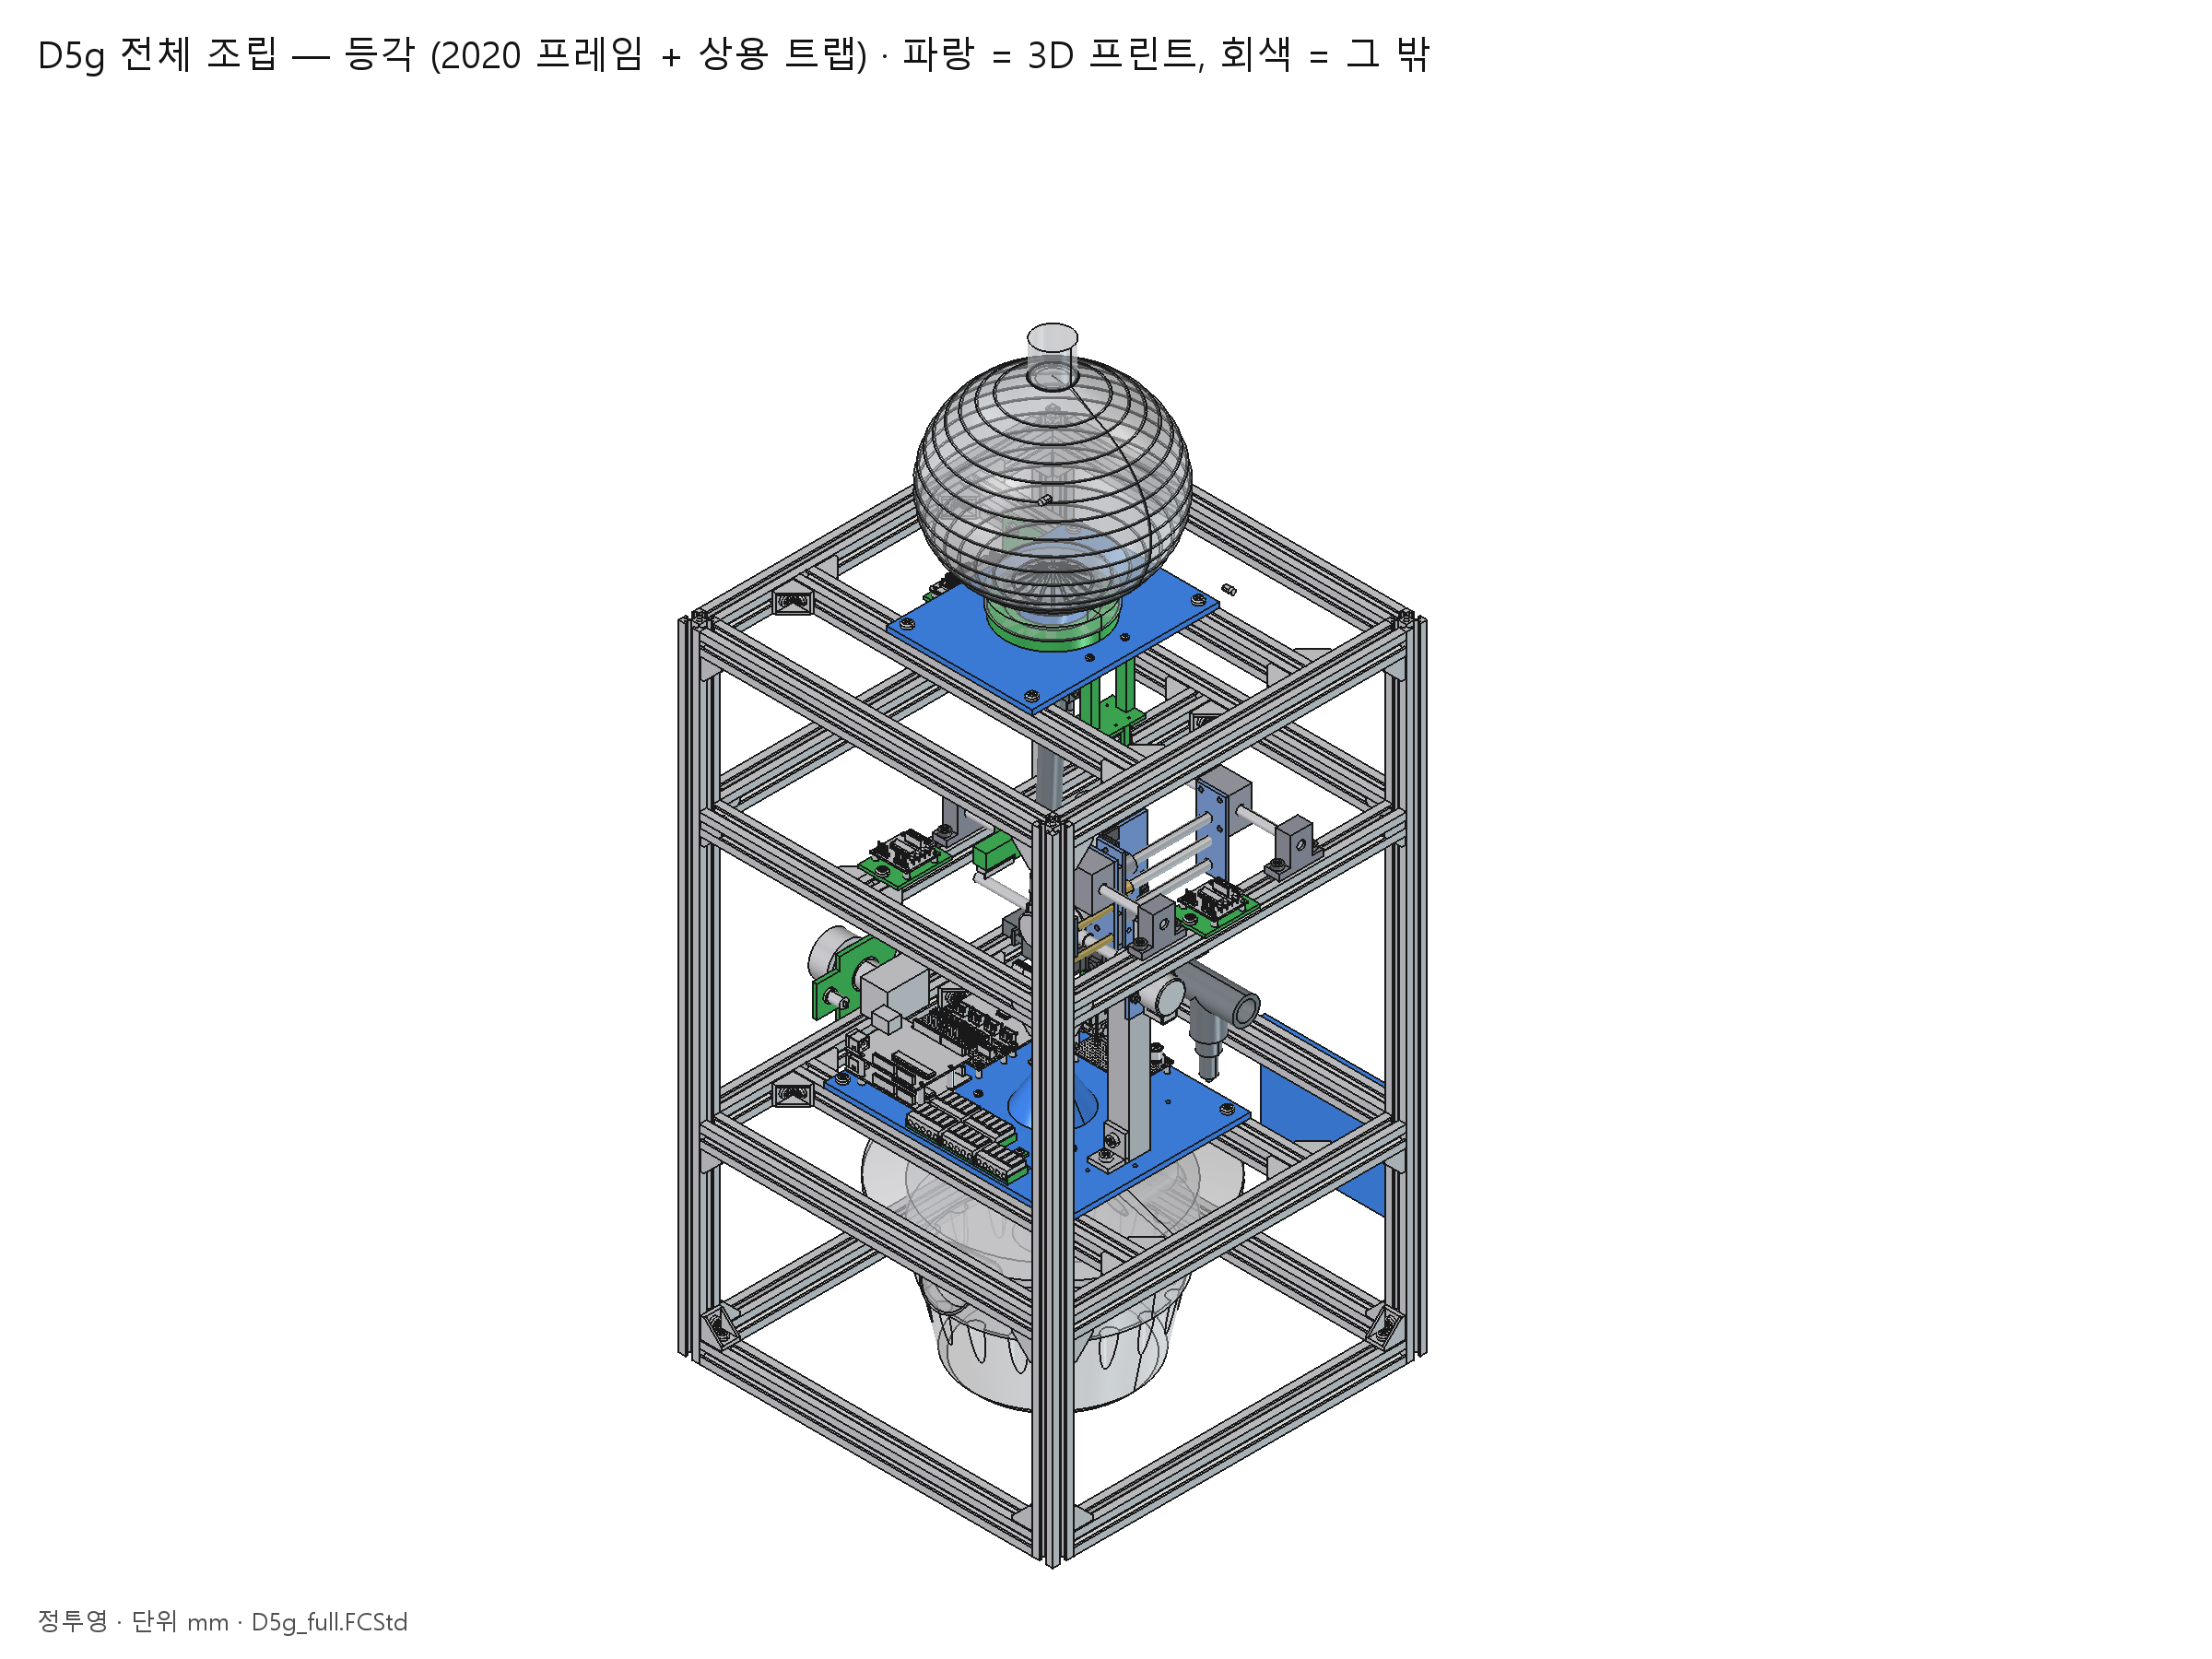 D5g 전체 조립 — 등각 (2020 프레임 + 상용 트랩) · 파랑 = 3D 프린트, 회색 = 그 밖
정투영 · 단위 mm · D5g_full.FCStd